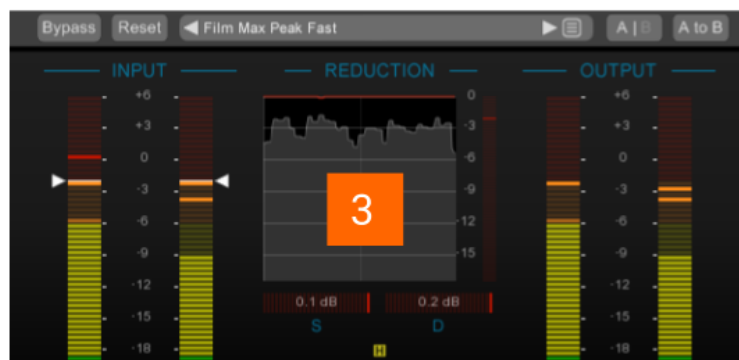 Bypass Reset Film Max Peak Fast A | B A to B
INPUT REDUCTION OUTPUT
+6 0 +6
+3 -3 +3
0 -6 0
-3 -9 -3
-6 -12 -6
-9 -15 -9
3
-12 -12
0.1 dB 0.2 dB
-15 -15
S D
H
-18 -18